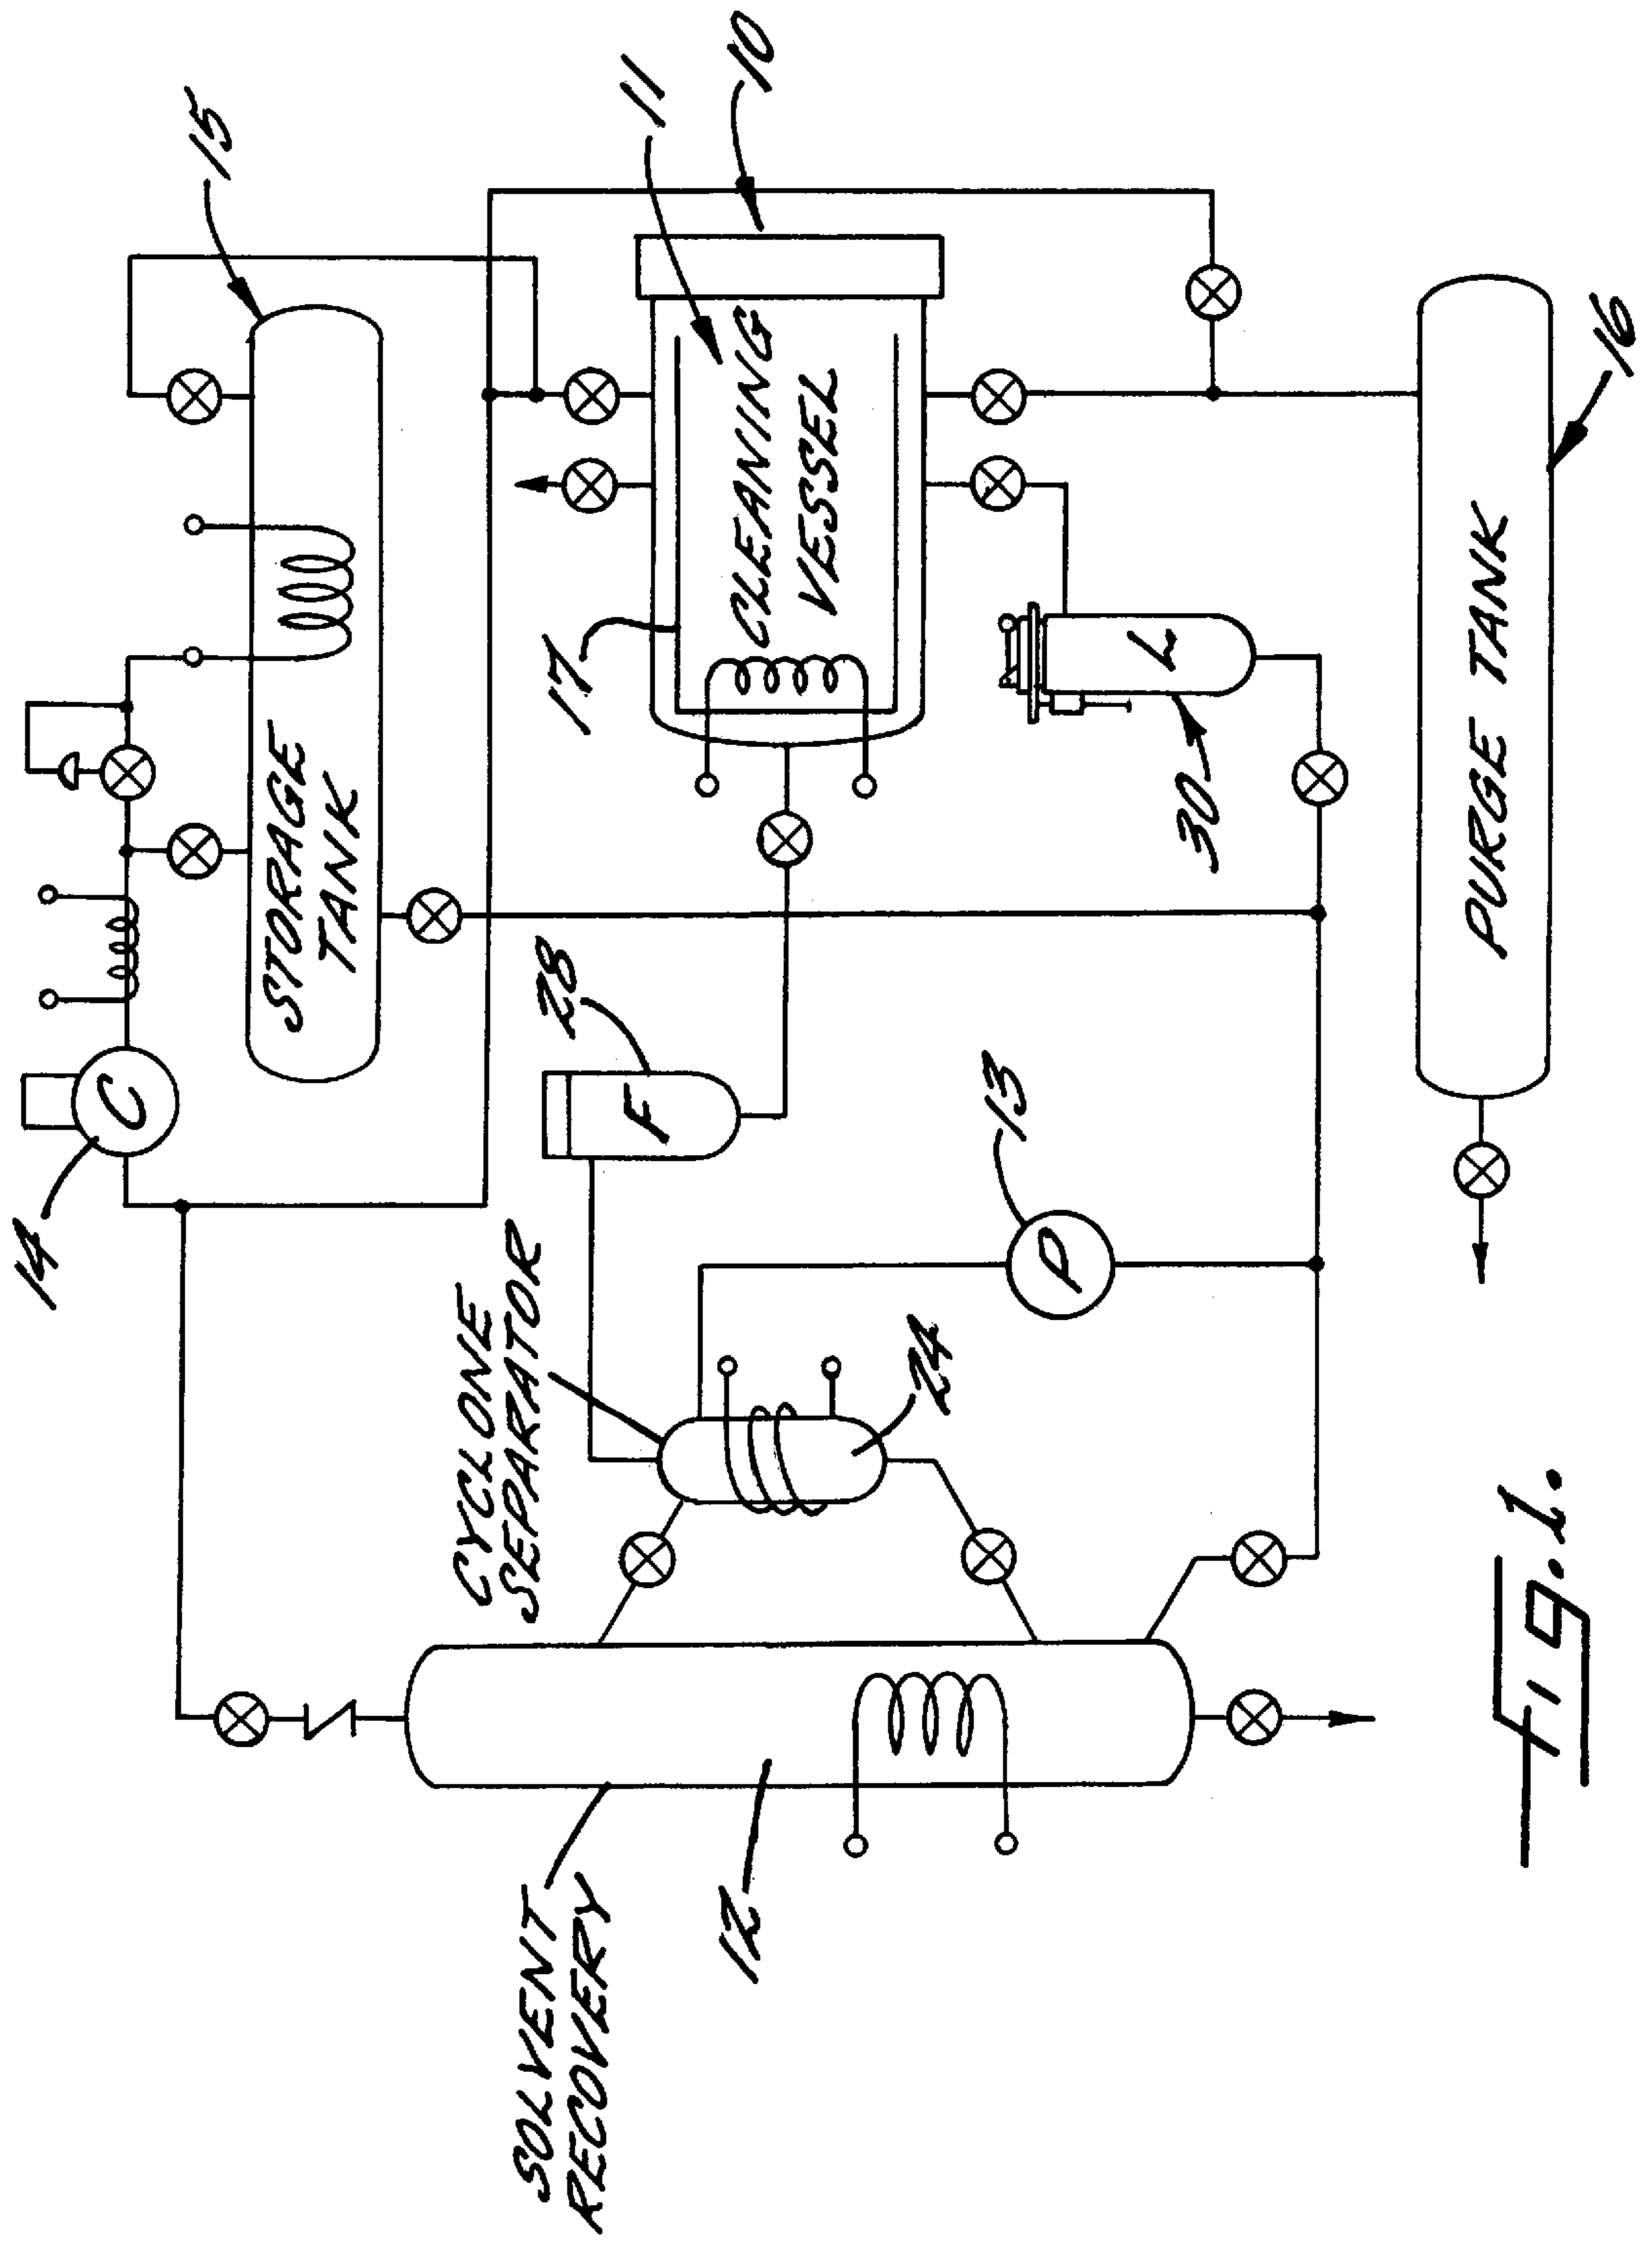 15
11
10
STORAGE
TANK
C
14
CLEANING
VESSEL
17
F
28
L
30
CYCLONE
SEPARATOR
P
13
24
PURGE TANK
16
SOLVENT
RECOVERY
12
Fig. 1.